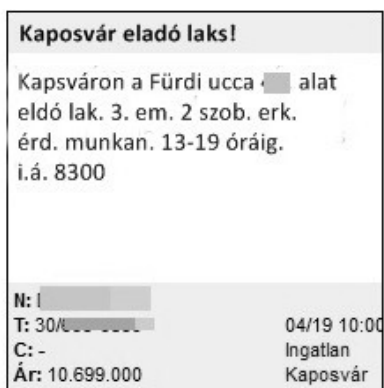 Kaposvár eladó laks!
Kapsváron a Fürdi ucca alat
eldó lak. 3. em. 2 szob. erk.
érd. munkan. 13-19 óráig.
i.á. 8300
N:
T: 30/ 04/19 10:00
C: - Ingatlan
Ár: 10.699.000 Kaposvár